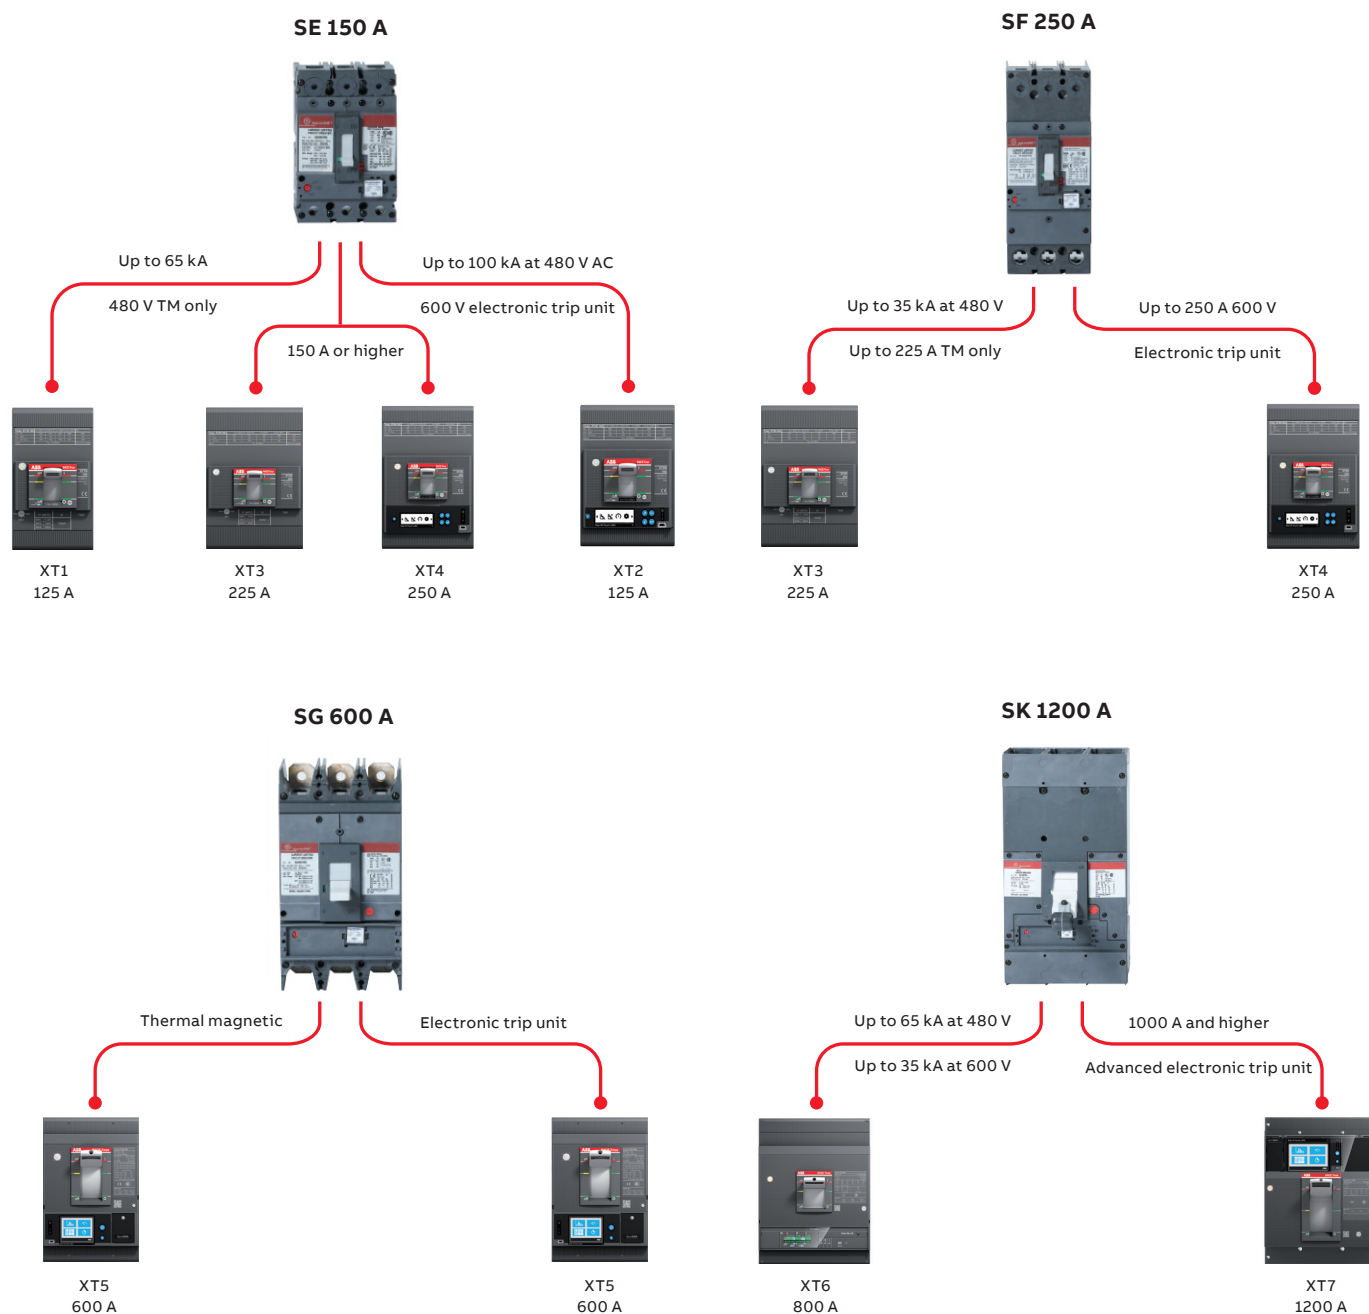 SE 150 A
Up to 65 kA
480 V TM only
150 A or higher
Up to 100 kA at 480 V AC
600 V electronic trip unit
XT1
125 A
XT3
225 A
XT4
250 A
XT2
125 A
SF 250 A
Up to 35 kA at 480 V
Up to 225 A TM only
Up to 250 A 600 V
Electronic trip unit
XT3
225 A
XT4
250 A
SG 600 A
Thermal magnetic
Electronic trip unit
XT5
600 A
XT5
600 A
SK 1200 A
Up to 65 kA at 480 V
Up to 35 kA at 600 V
1000 A and higher
Advanced electronic trip unit
XT6
800 A
XT7
1200 A